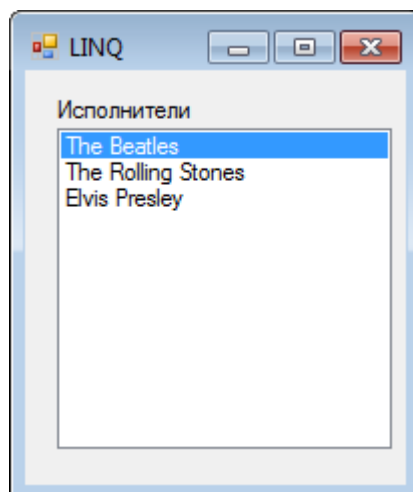 LINQ
Исполнители
The Beatles
The Rolling Stones
Elvis Presley